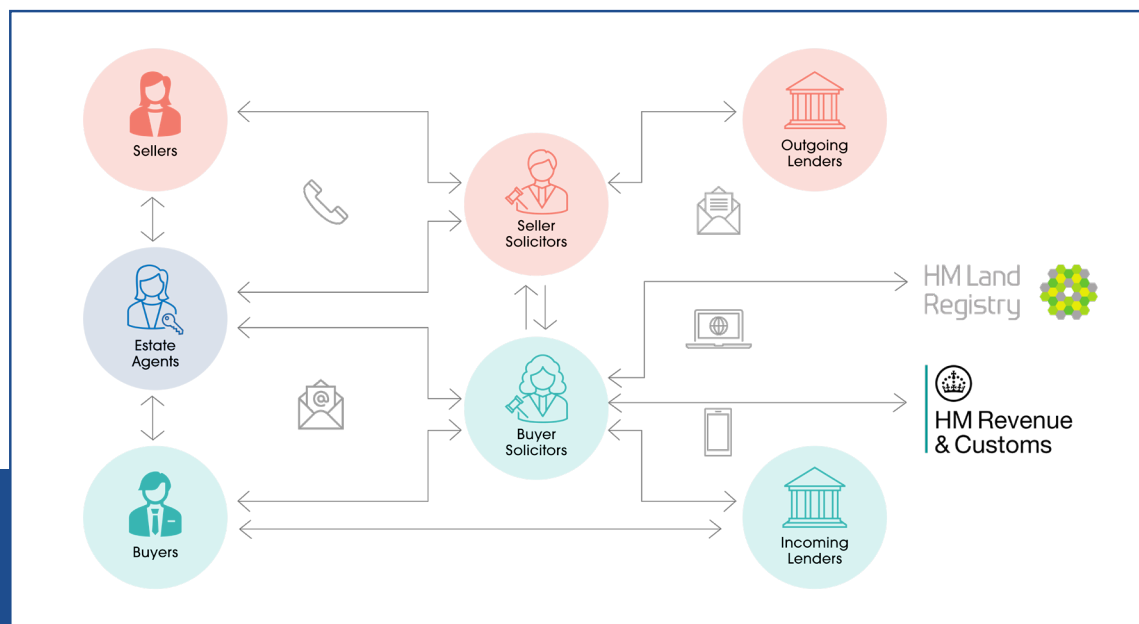 Sellers
Outgoing
Lenders
Seller
Solicitors
HM Land
Registry
Estate
Agents
@
HM Revenue
& Customs
Buyer
Solicitors
Buyers
Incoming
Lenders